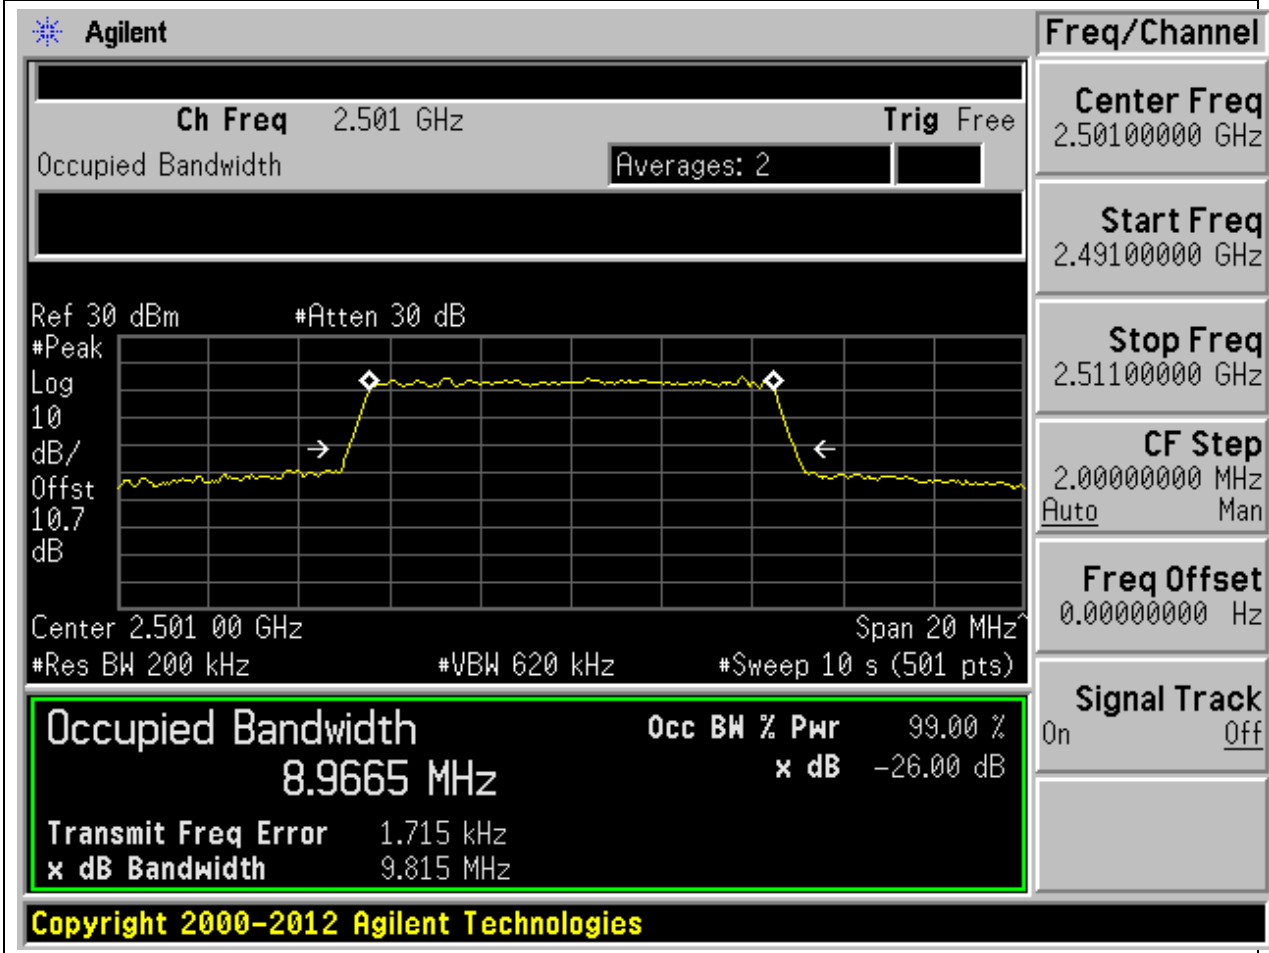 Agilent
Freq/Channel
Ch Freq 2.501 GHz Trig Free
Occupied Bandwidth Averages: 2
Center Freq
2.50100000 GHz
Start Freq
2.49100000 GHz
Stop Freq
2.51100000 GHz
CF Step
2.00000000 MHz
Auto Man
Freq Offset
0.00000000 Hz
Signal Track
On Off
Ref 30 dBm #Atten 30 dB
#Peak
Log
10
dB/
Offst
10.7
dB
Center 2.501 00 GHz Span 20 MHz^
#Res BW 200 kHz #VBW 620 kHz #Sweep 10 s (501 pts)
Occupied Bandwidth Occ BW % Pwr 99.00 %
8.9665 MHz x dB -26.00 dB
Transmit Freq Error 1.715 kHz
x dB Bandwidth 9.815 MHz
Copyright 2000-2012 Agilent Technologies